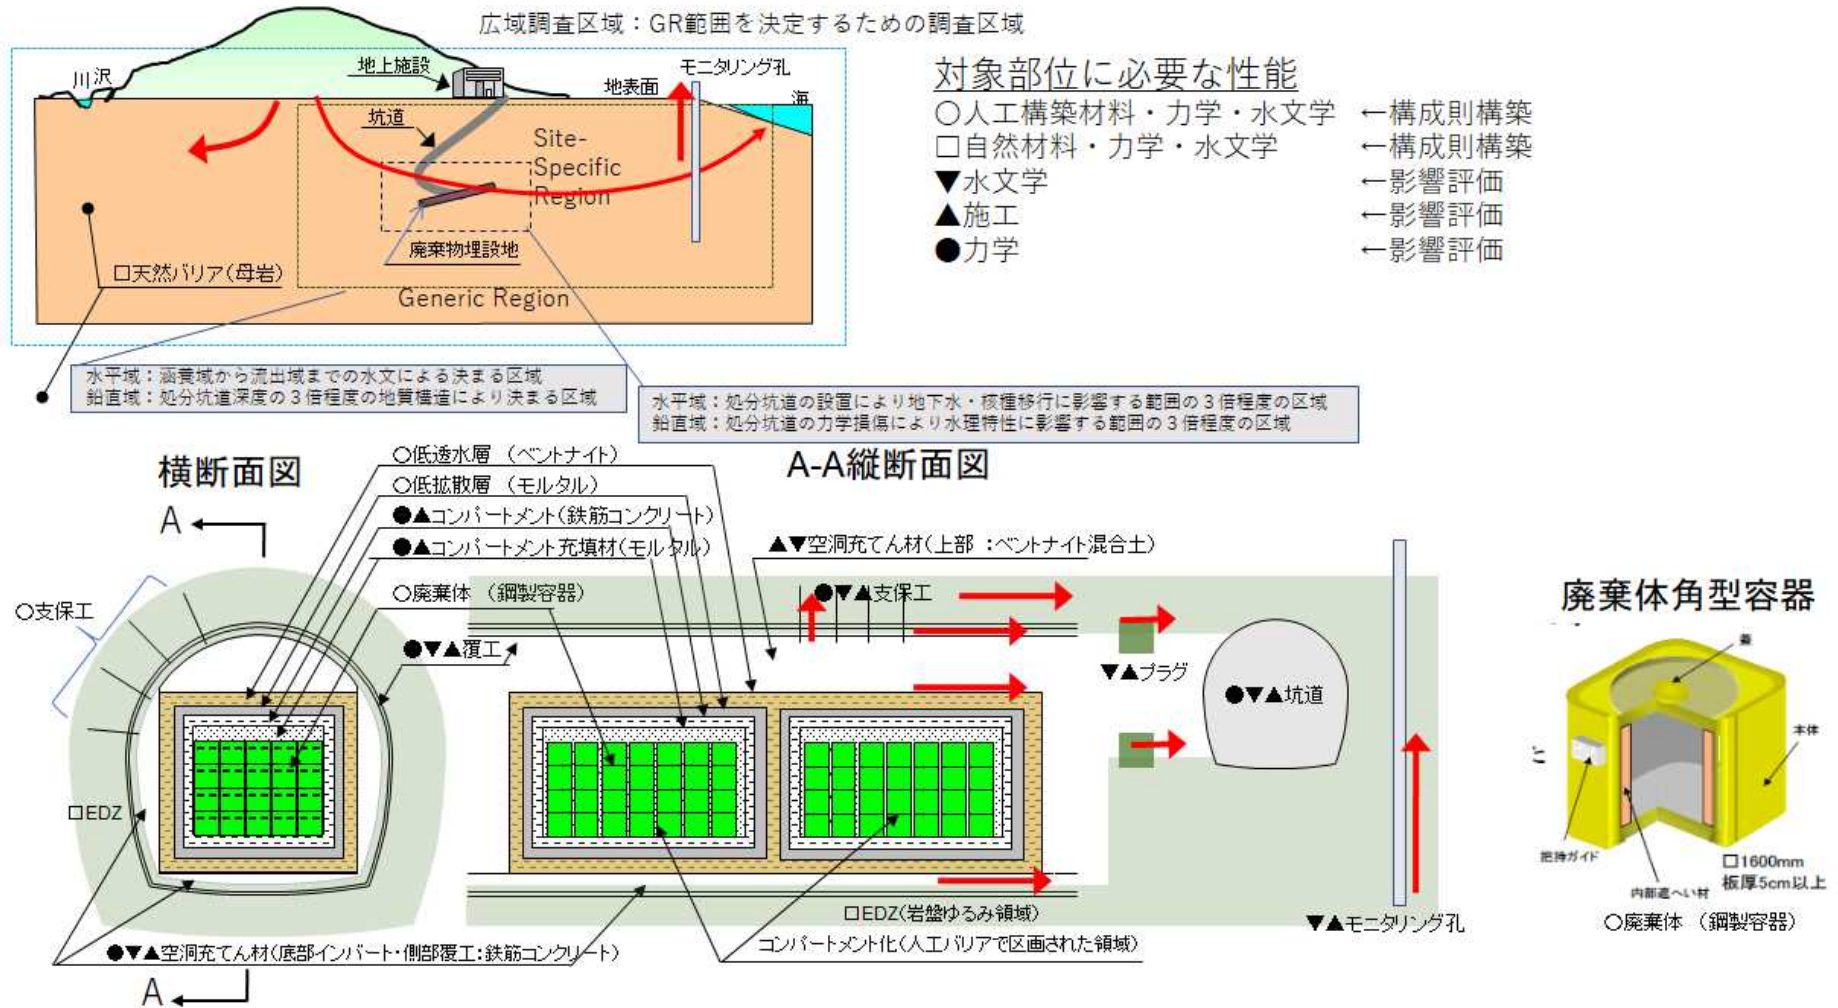 広域調査区域：GR範囲を決定するための調査区域
川沢
地上施設
地表面
モニタリング孔
海
坑道
Site-
Specific
Region
廃棄物埋設地
□天然バリア(母岩)
Generic Region
対象部位に必要な性能
○人工構築材料・力学・水文学 ←構成則構築
□自然材料・力学・水文学 ←構成則構築
▼水文学 ←影響評価
▲施工 ←影響評価
●力学 ←影響評価
水平域：涵養域から流出域までの水文による決まる区域
鉛直域：処分坑道深度の３倍程度の地質構造により決まる区域
水平域：処分坑道の設置により地下水・核種移行に影響する範囲の３倍程度の区域
鉛直域：処分坑道の力学損傷により水理特性に影響する範囲の３倍程度の区域
横断面図
A-A縦断面図
○低透水層 （ベントナイト）
○低拡散層 （モルタル）
●▲コンパートメント(鉄筋コンクリート)
●▲コンパートメント充填材(モルタル)
○廃棄体 （鋼製容器）
●▼▲覆工
A
○支保工
□EDZ
●▼▲空洞充てん材(底部インバート・側部覆工:鉄筋コンクリート)
A
▲▼空洞充てん材(上部 ：ベントナイト混合土)
●▼▲支保工
▼▲プラグ
●▼▲坑道
□EDZ(岩盤ゆるみ領域)
コンパートメント化(人工バリアで区画された領域)
▼▲モニタリング孔
廃棄体角型容器
蓋
本体
把持ガイド
内部遮へい材
□1600mm
板厚5cm以上
○廃棄体 （鋼製容器）